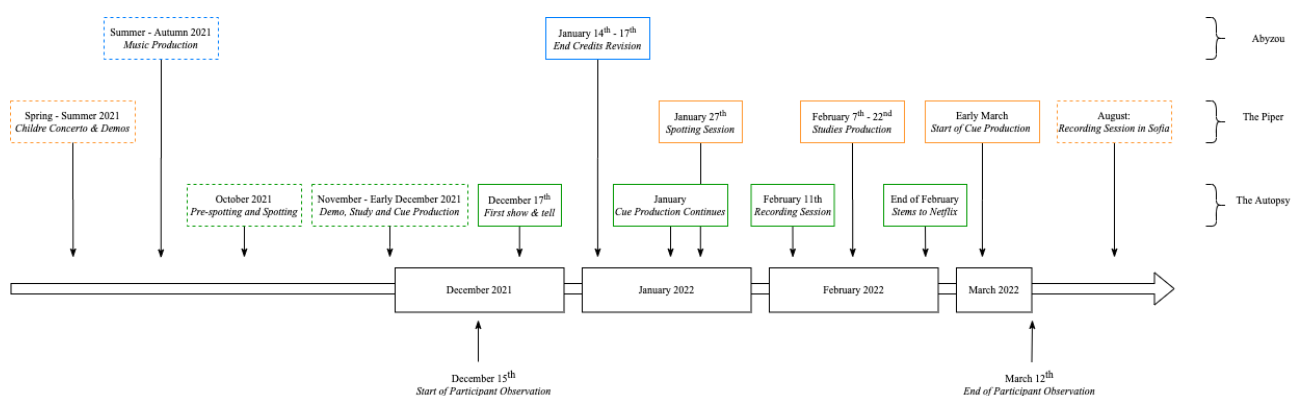 Summer - Autumn 2021
Music Production
January 14th - 17th
End Credits Revision
Abyzou
Spring - Summer 2021
Childre Concerto & Demos
January 27th
Spotting Session
February 7th - 22nd
Studies Production
Early March
Start of Cue Production
August:
Recording Session in Sofia
The Piper
October 2021
Pre-spotting and Spotting
November - Early December 2021
Demo, Study and Cue Production
December 17th
First show & tell
January
Cue Production Continues
February 11th
Recording Session
End of February
Stems to Netflix
The Autopsy
December 2021
January 2022
February 2022
March 2022
December 15th
Start of Participant Observation
March 12th
End of Participant Observation